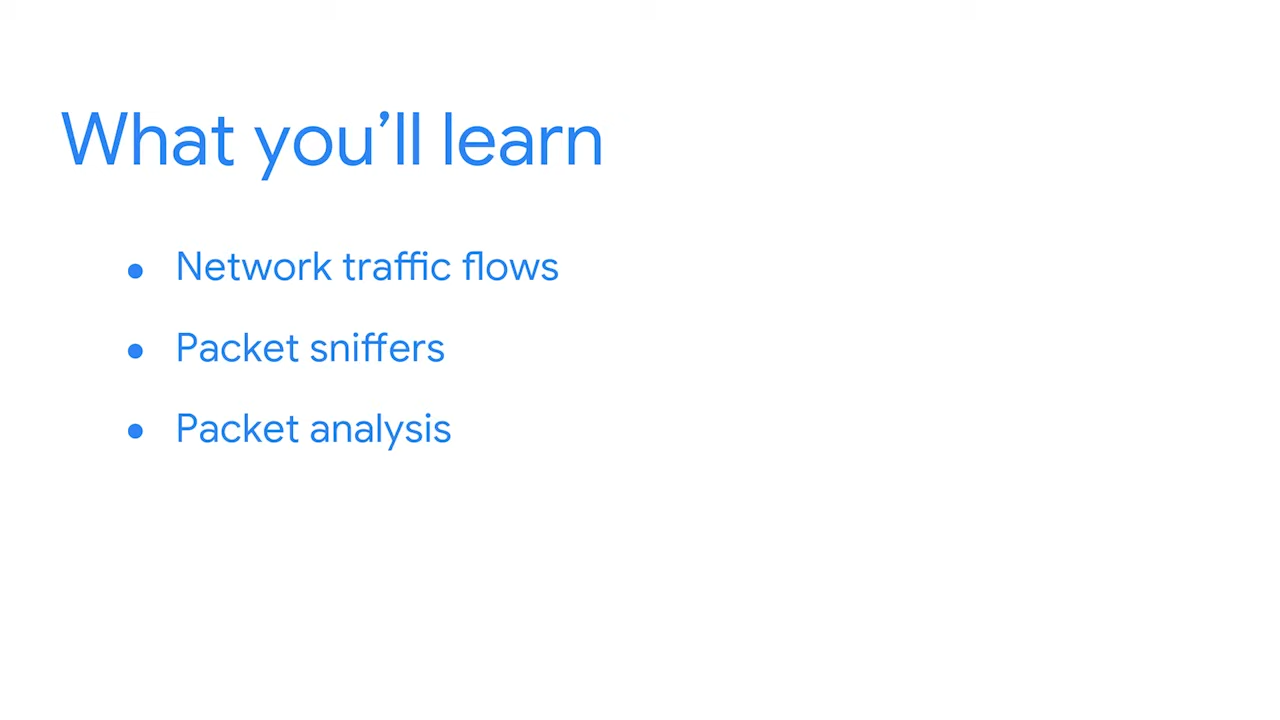 What you’ll learn
● Network traffic flows
● Packet sniffers
● Packet analysis